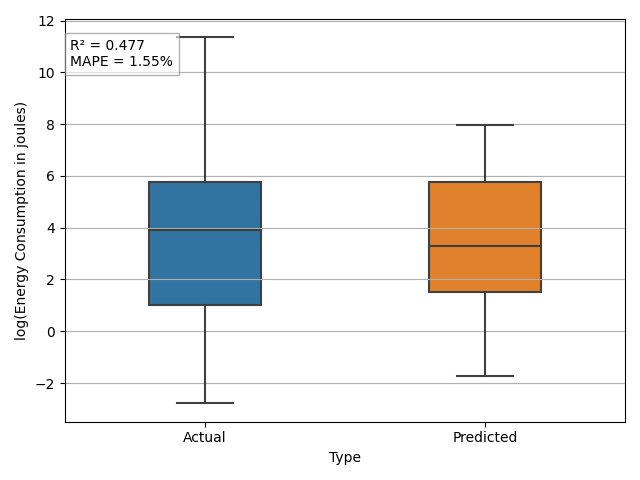 R² = 0.477
MAPE = 1.55%
log(Energy Consumption in joules)
12
10
8
6
4
2
0
−2
Actual
Predicted
Type